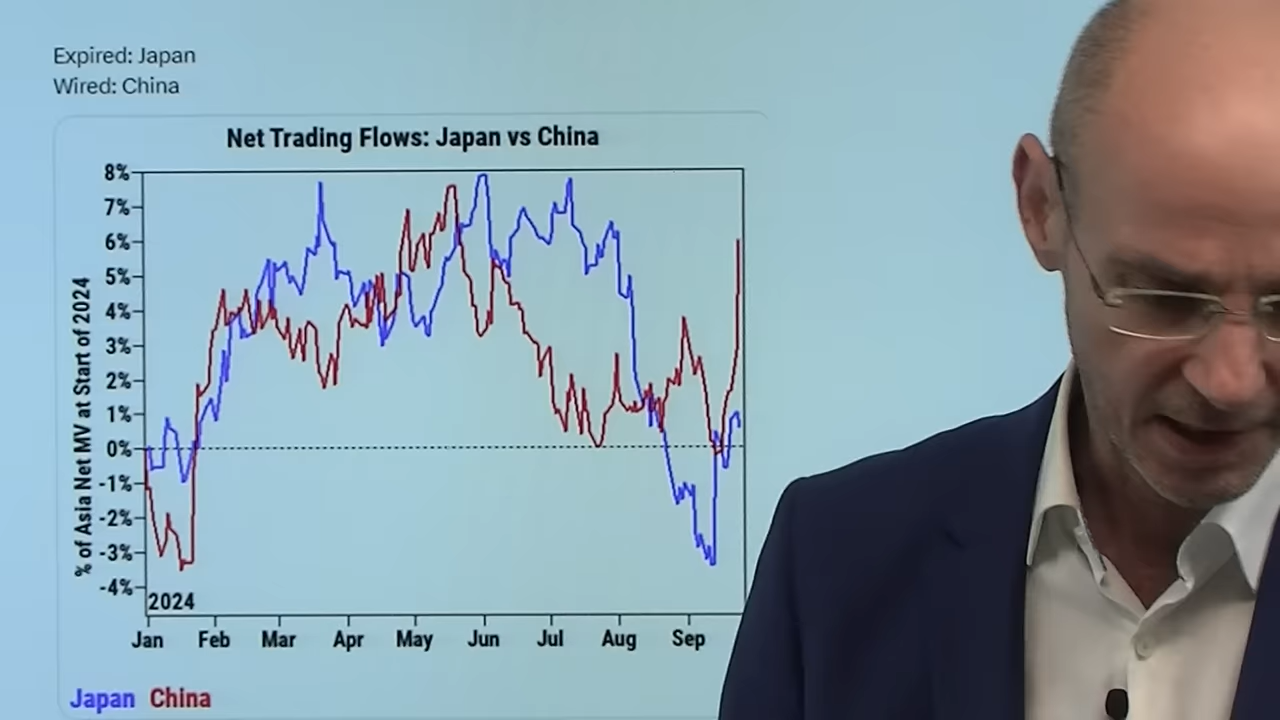 Expired: Japan
Wired: China
Net Trading Flows: Japan vs China
% of Asia Net MV at Start of 2024
8%
7%
6%
5%
4%
3%
2%
1%
0%
-1%
-2%
-3%
-4%
2024
Jan Feb Mar Apr May Jun Jul Aug Sep
Japan China